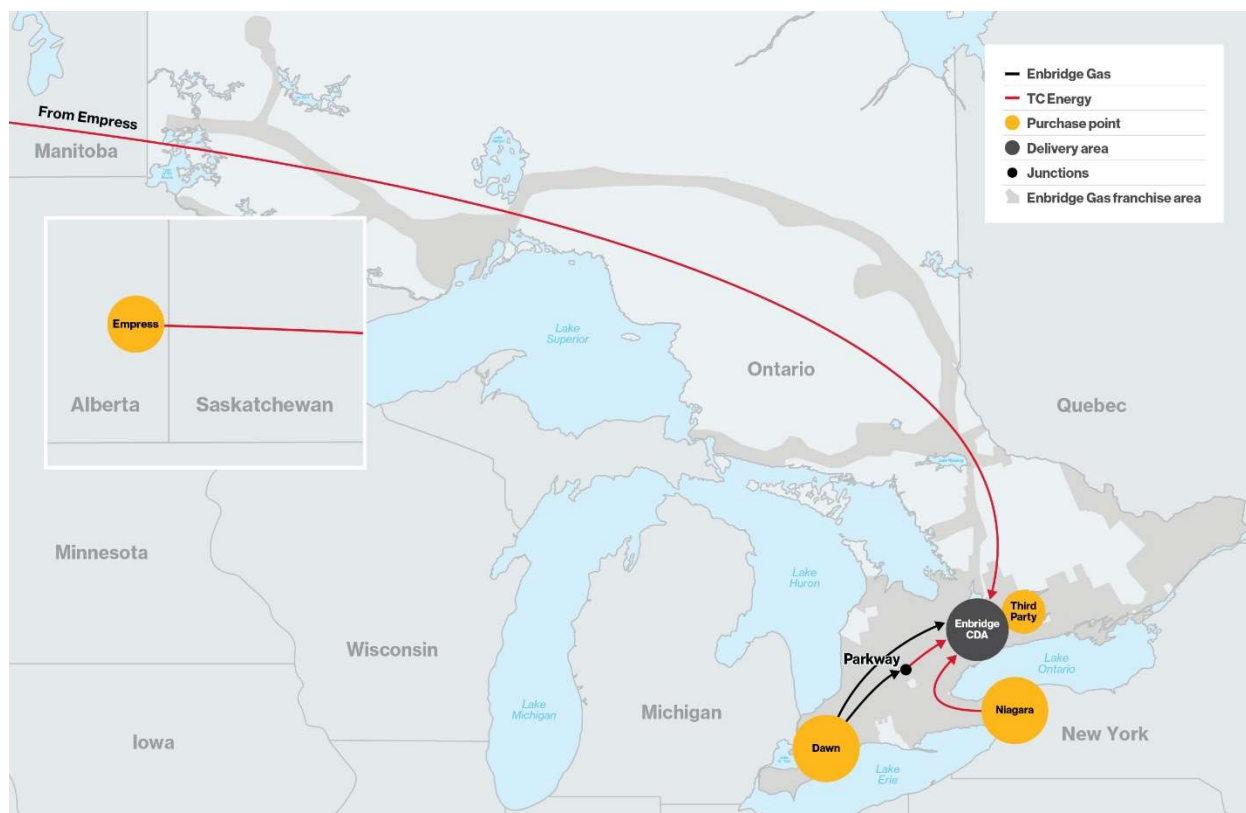 Enbridge Gas
TC Energy
Purchase point
Delivery area
Junctions
Enbridge Gas franchise area
From Empress
Manitoba
Empress
Alberta
Saskatchewan
Lake
Superior
Ontario
Quebec
Minnesota
Wisconsin
Lake
Michigan
Michigan
Lake
Huron
Iowa
Third
Party
Enbridge
CDA
Parkway
Lake
Ontario
Niagara
New York
Dawn
Lake
Erie